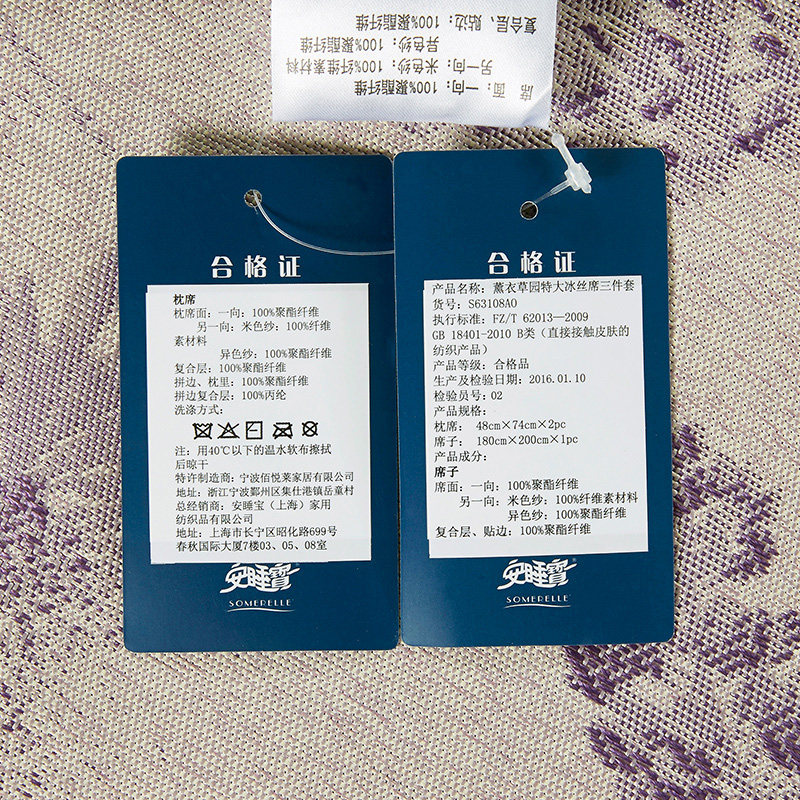 席 面：一向：100%聚酯纤维
另一向：米色纱：100%纤维素材料
异色纱：100%聚酯纤维
复合层、贴边：100%聚酯纤维
合格证
枕席
枕席面：一向：100%聚酯纤维
另一向：米色纱：100%纤维
素材料
异色纱：100%聚酯纤维
复合层：100%聚酯纤维
拼边、枕里：100%聚酯纤维
拼边复合层：100%丙纶
洗涤方式：
注：用40℃以下的温水软布擦拭
后晾干
特许制造商：宁波佰悦莱家居有限公司
地址：浙江宁波鄞州区集仕港镇岳童村
总经销商：安睡宝（上海）家用
纺织品有限公司
地址：上海市长宁区昭化路699号
春秋国际大厦7楼03、05、08室
安睡寶
SOMERELLE
合格证
产品名称：薰衣草园特大冰丝席三件套
货号：S63108AO
执行标准：FZ/T 62013—2009
GB 18401-2010 B类（直接接触皮肤的
纺织产品）
产品等级：合格品
生产及检验日期：2016.01.10
检验员号：02
产品规格：
枕席：48cm×74cm×2pc
席子：180cm×200cm×1pc
产品成分：
席子
席面：一向：100%聚酯纤维
另一向：米色纱：100%纤维素材料
异色纱：100%聚酯纤维
复合层、贴边：100%聚酯纤维
安睡寶
SOMERELLE